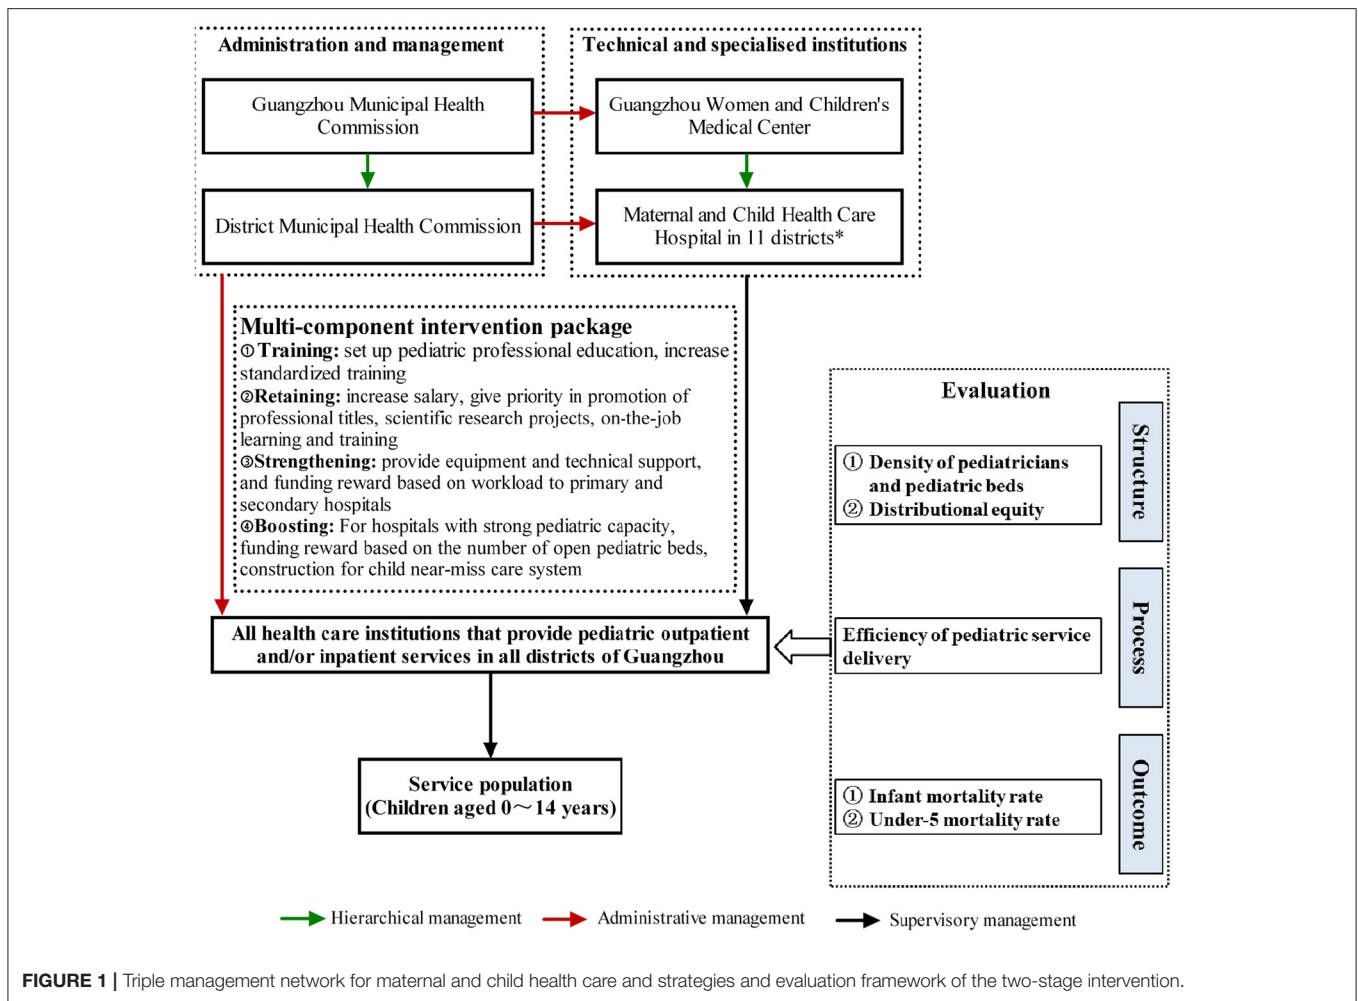 Administration and management
Guangzhou Municipal Health
Commission
District Municipal Health Commission
Technical and specialised institutions
Guangzhou Women and Children's
Medical Center
Maternal and Child Health Care
Hospital in 11 districts*
Multi-component intervention package
① Training: set up pediatric professional education, increase
standardized training
②Retaining: increase salary, give priority in promotion of
professional titles, scientific research projects, on-the-job
learning and training
③Strengthening: provide equipment and technical support,
and funding reward based on workload to primary and
secondary hospitals
④Boosting: For hospitals with strong pediatric capacity,
funding reward based on the number of open pediatric beds,
construction for child near-miss care system
All health care institutions that provide pediatric outpatient
and/or inpatient services in all districts of Guangzhou
Service population
(Children aged 0～14 years)
Evaluation
① Density of pediatricians
and pediatric beds
② Distributional equity
Structure
Efficiency of pediatric service
delivery
Process
① Infant mortality rate
② Under-5 mortality rate
Outcome
Hierarchical management
Administrative management
Supervisory management
FIGURE 1 | Triple management network for maternal and child health care and strategies and evaluation framework of the two-stage intervention.